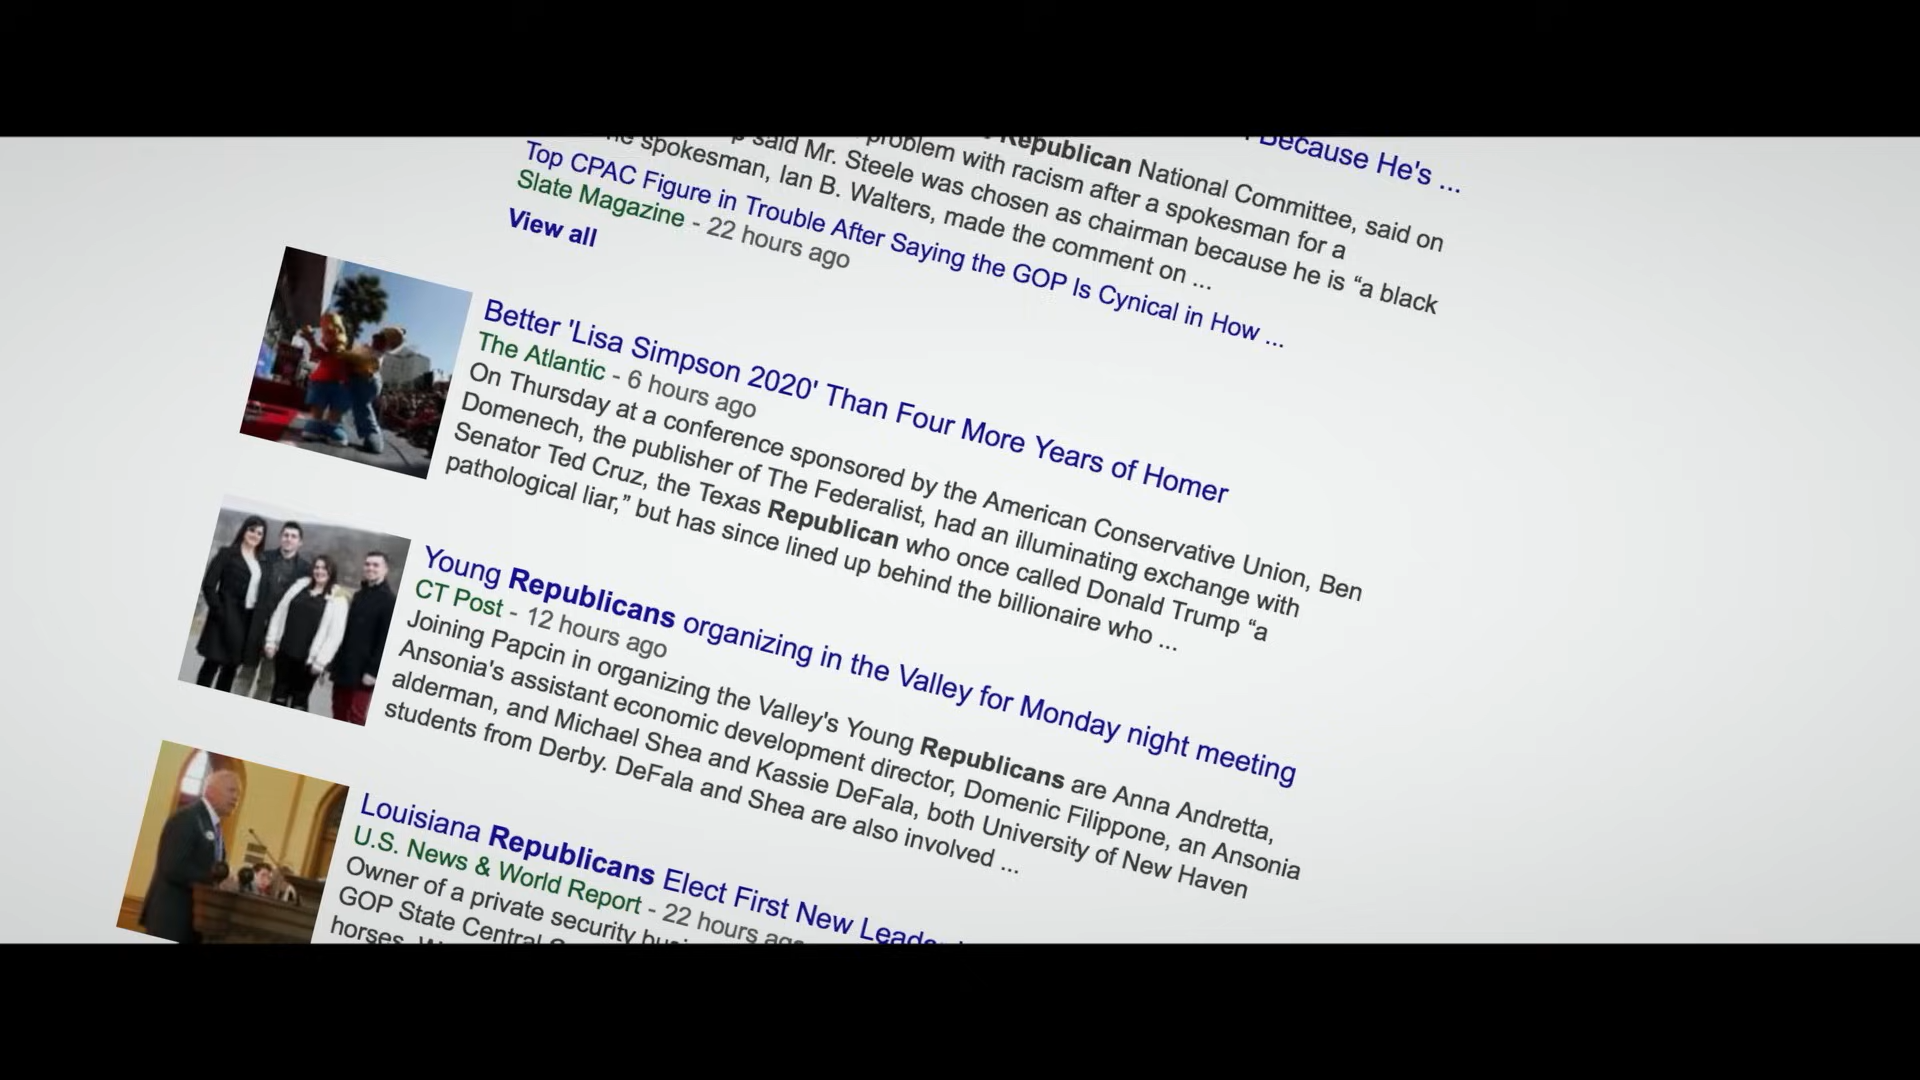 Because He's ...
Republican National Committee, said on
problem with racism after a spokesman for a
said Mr. Steele was chosen as chairman because he is “a black
spokesman, Ian B. Walters, made the comment on ...
Top CPAC Figure in Trouble After Saying the GOP Is Cynical in How ...
Slate Magazine - 22 hours ago
View all
Better 'Lisa Simpson 2020' Than Four More Years of Homer
The Atlantic - 6 hours ago
On Thursday at a conference sponsored by the American Conservative Union, Ben
Domenech, the publisher of The Federalist, had an illuminating exchange with
Senator Ted Cruz, the Texas Republican who once called Donald Trump “a
pathological liar,” but has since lined up behind the billionaire who ...
Young Republicans organizing in the Valley for Monday night meeting
CT Post - 12 hours ago
Joining Papcin in organizing the Valley's Young Republicans are Anna Andretta,
Ansonia's assistant economic development director, Domenic Filippone, an Ansonia
alderman, and Michael Shea and Kassie DeFala, both University of New Haven
students from Derby. DeFala and Shea are also involved ...
Louisiana Republicans Elect First New
U.S. News & World Report - 22 hours ago
Owner of a private security
GOP State Central
horses.